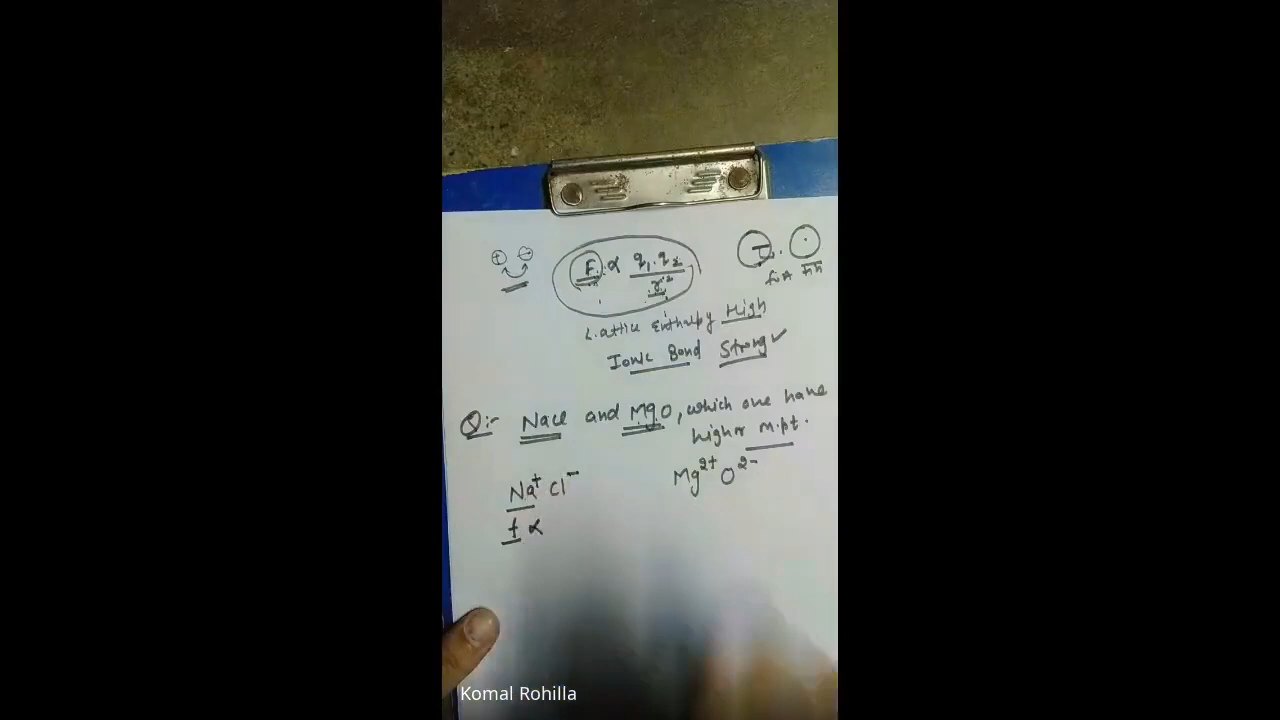 + −
F ∝ q₁.q₂ / r²
Lattice Enthalpy High
Ionic Bond Strong ✓
Q:- NaCl and MgO, which one have
higher m.pt.
Na⁺ Cl⁻
Mg²⁺ O²⁻
f ∝
Komal Rohilla